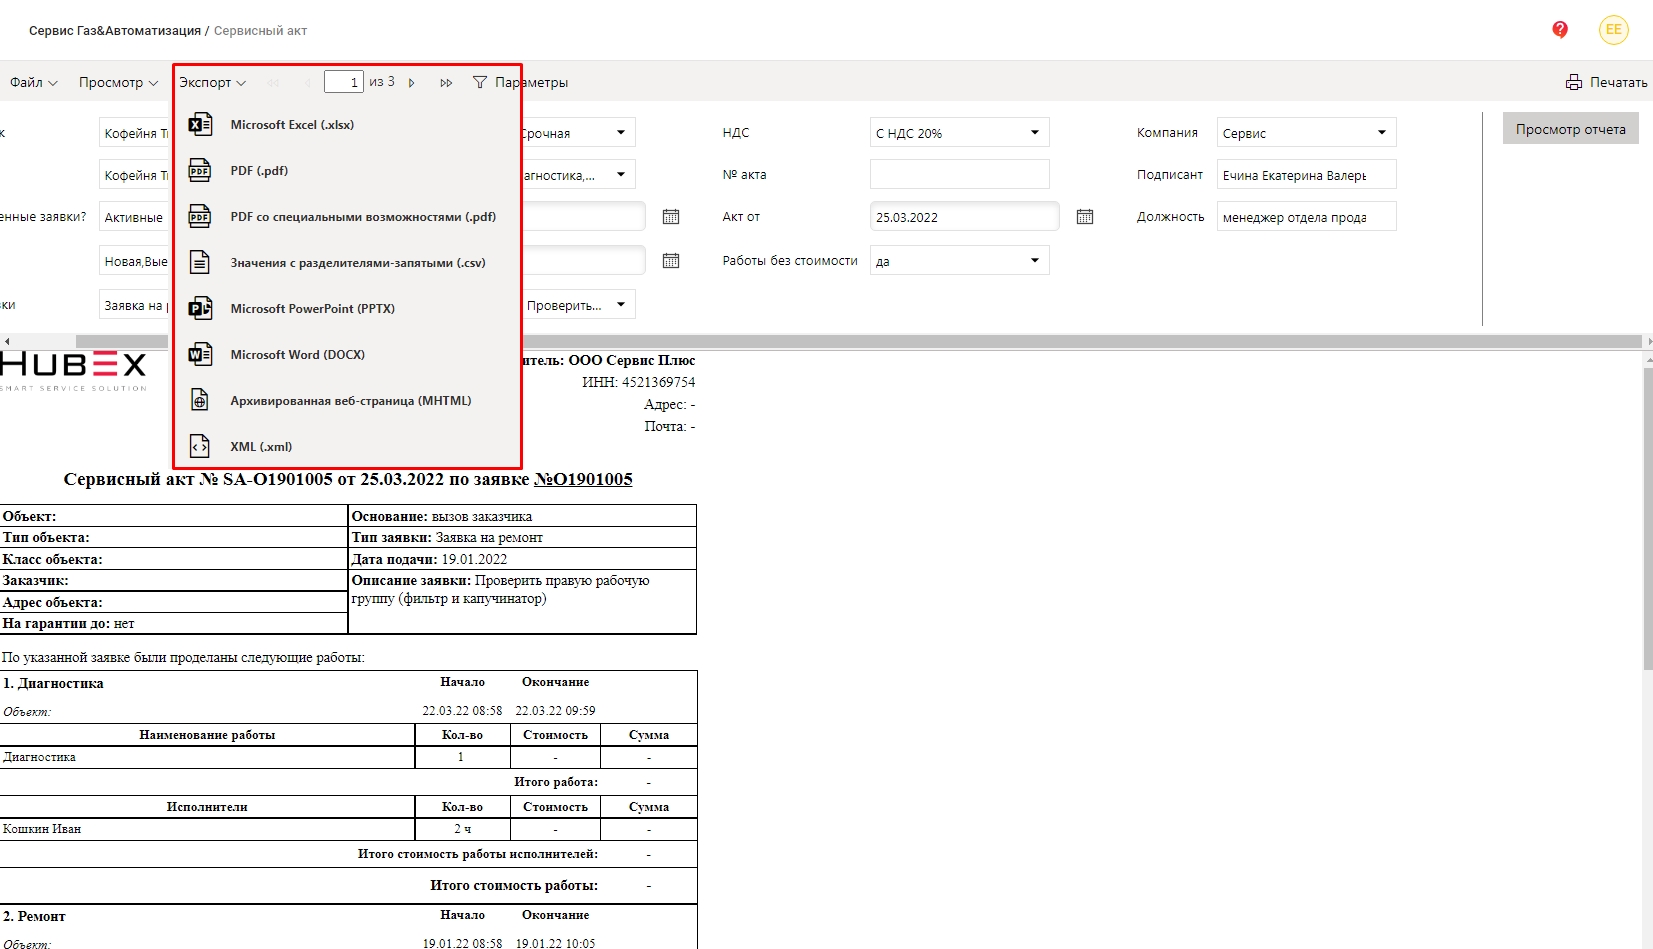 Сервис Газ&Автоматизация / Сервисный акт
EE
Файл Просмотр Экспорт 1 из 3 Параметры Печатать
к Кофейня Срочная НДС С НДС 20% Компания Сервис Просмотр отчета
Кофейня агностика,... № акта Подписант Ечина Екатерина Валерь
енные заявки? Активные Акт от 25.03.2022 Должность менеджер отдела прода
Новая,Вые Работы без стоимости да
ки Заявка на Проверить...
Microsoft Excel (.xlsx)
PDF (.pdf)
PDF со специальными возможностями (.pdf)
Значения с разделителями-запятыми (.csv)
Microsoft PowerPoint (PPTX)
Microsoft Word (DOCX)
Архивированная веб-страница (MHTML)
XML (.xml)
HUBEX
SMART SERVICE SOLUTION
итель: ООО Сервис Плюс
ИНН: 4521369754
Адрес: -
Почта: -
Сервисный акт № SA-O1901005 от 25.03.2022 по заявке №O1901005
Объект: Основание: вызов заказчика
Тип объекта: Тип заявки: Заявка на ремонт
Класс объекта: Дата подачи: 19.01.2022
Заказчик: Описание заявки: Проверить правую рабочую
Адрес объекта: группу (фильтр и капучинатор)
На гарантии до: нет
По указанной заявке были проделаны следующие работы:
1. Диагностика Начало Окончание
Объект: 22.03.22 08:58 22.03.22 09:59
Наименование работы Кол-во Стоимость Сумма
Диагностика 1 - -
Итого работа: -
Исполнители Кол-во Стоимость Сумма
Кошкин Иван 2 ч - -
Итого стоимость работы исполнителей: -
Итого стоимость работы: -
2. Ремонт Начало Окончание
Объект: 19.01.22 08:58 19.01.22 10:05